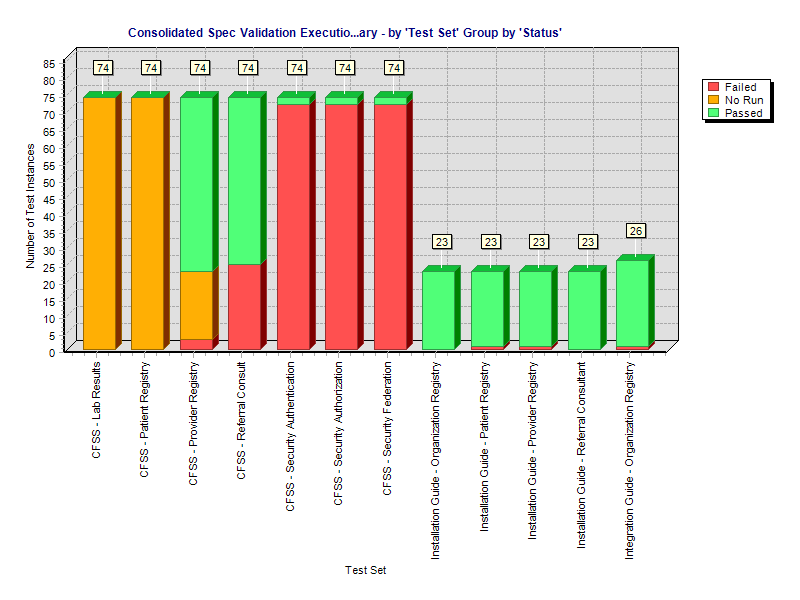 Consolidated Spec Validation Executio...ary - by 'Test Set' Group by 'Status'
Failed
No Run
Passed
Number of Test Instances
85
80
75
70
65
60
55
50
45
40
35
30
25
20
15
10
5
0
74
74
74
74
74
74
74
23
23
23
23
26
CFSS - Lab Results
CFSS - Patient Registry
CFSS - Provider Registry
CFSS - Referral Consult
CFSS - Security Authentication
CFSS - Security Authorization
CFSS - Security Federation
Installation Guide - Organization Registry
Installation Guide - Patient Registry
Installation Guide - Provider Registry
Installation Guide - Referral Consultant
Integration Guide - Organization Registry
Test Set